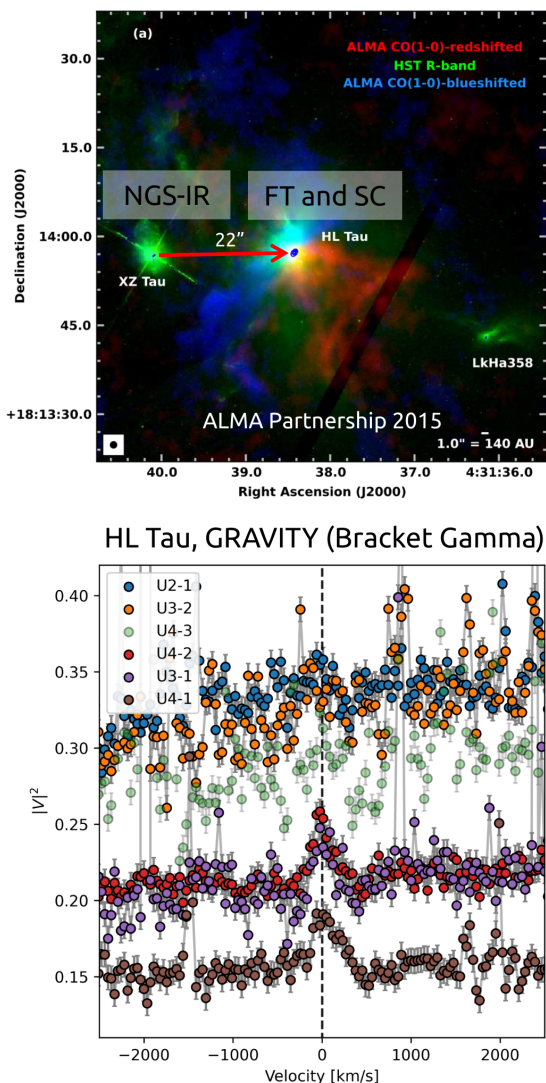 (a)
ALMA CO(1-0)-redshifted
HST R-band
ALMA CO(1-0)-blueshifted
30.0
15.0
14:00.0
45.0
+18:13:30.0
Declination (J2000)
NGS-IR
FT and SC
22”
HL Tau
XZ Tau
LkHa358
ALMA Partnership 2015
1.0" = 140 AU
40.0 39.0 38.0 37.0 4:31:36.0
Right Ascension (J2000)
HL Tau, GRAVITY (Bracket Gamma)
U2-1
U3-2
U4-3
U4-2
U3-1
U4-1
0.40
0.35
0.30
0.25
0.20
0.15
|V|²
−2000 −1000 0 1000 2000
Velocity [km/s]